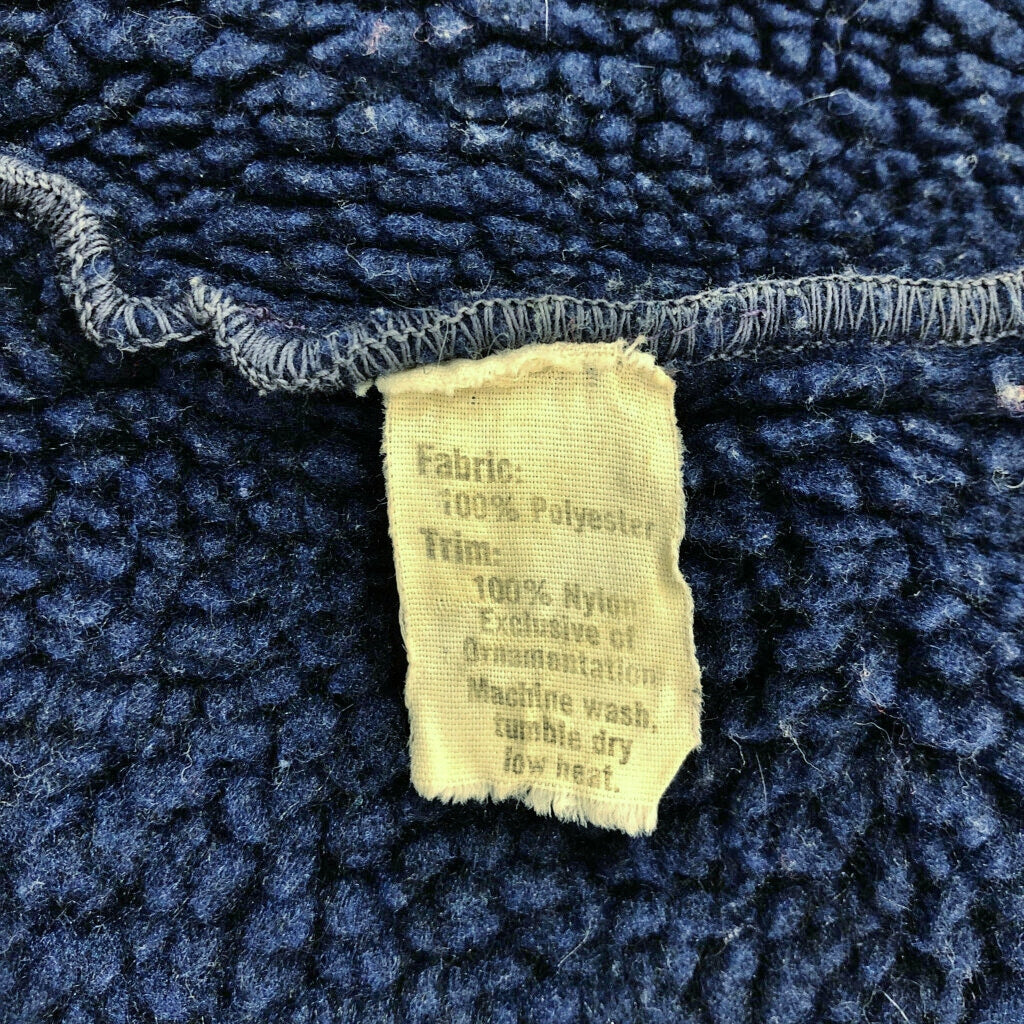 Fabric:
100% Polyester
Trim:
100% Nylon
Exclusive of
Ornamentation
Machine wash,
tumble dry
low heat.